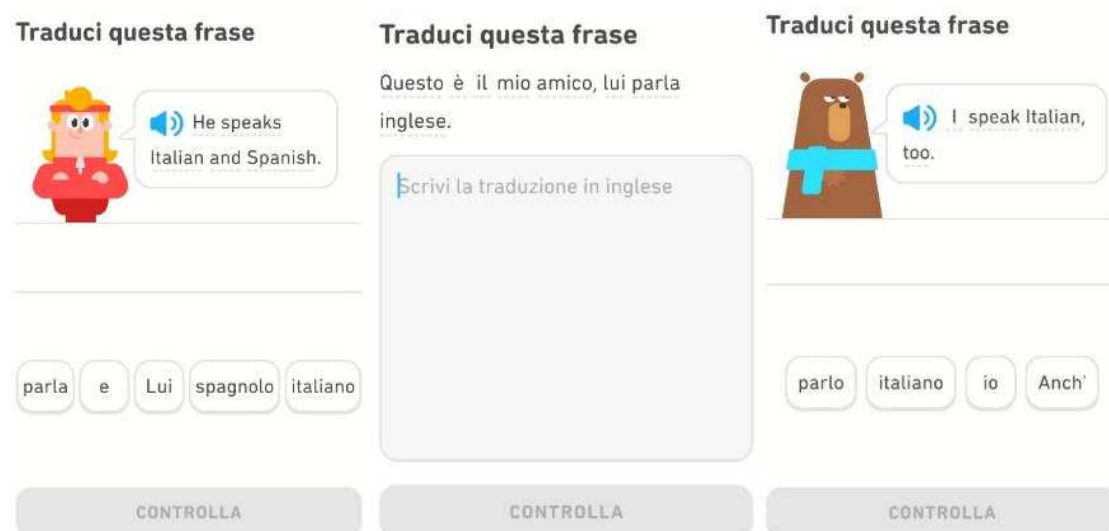 Traduci questa frase
He speaks
Italian and Spanish.
parla e Lui spagnolo italiano
CONTROLLA
Traduci questa frase
Questo è il mio amico, lui parla
inglese.
Scrivi la traduzione in inglese
CONTROLLA
Traduci questa frase
I speak Italian,
too.
parlo italiano io Anch'
CONTROLLA